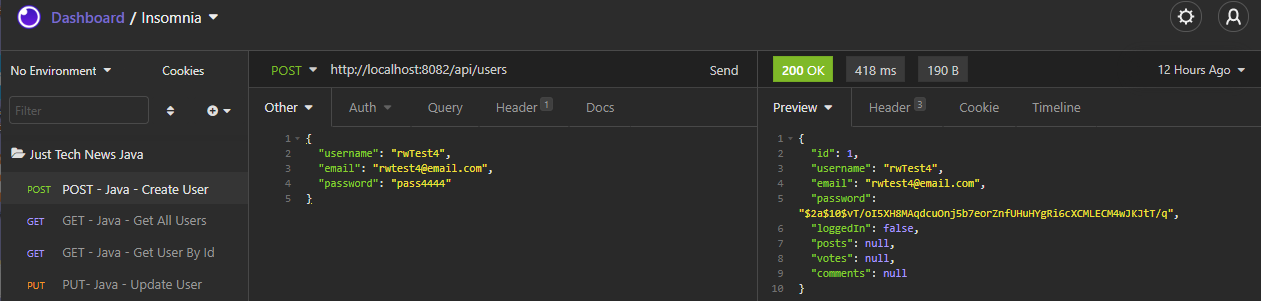 Dashboard / Insomnia
No Environment
Cookies
Filter
Just Tech News Java
POST POST - Java - Create User
GET GET - Java - Get All Users
GET GET - Java - Get User By Id
PUT PUT- Java - Update User
POST http://localhost:8082/api/users Send
Other Auth Query Header 1 Docs
1 {
2 "username": "rwTest4",
3 "email": "rwtest4@email.com",
4 "password": "pass4444"
5 }
200 OK 418 ms 190 B 12 Hours Ago
Preview Header 3 Cookie Timeline
1 {
2 "id": 1,
3 "username": "rwTest4",
4 "email": "rwtest4@email.com",
5 "password":
"$2a$10$vT/oI5XH8MAqdcuOnj5b7eorZnfUHuHYgRi6cXCMLECM4wJKJtT/q",
6 "loggedIn": false,
7 "posts": null,
8 "votes": null,
9 "comments": null
10 }